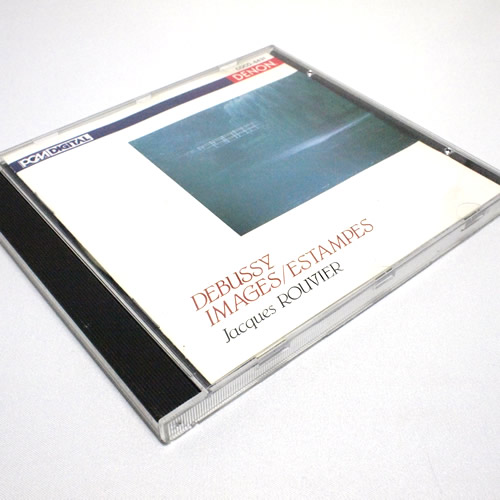 DENON
PCM DIGITAL
DEBUSSY
IMAGES/ESTAMPES
Jacques ROUVIER